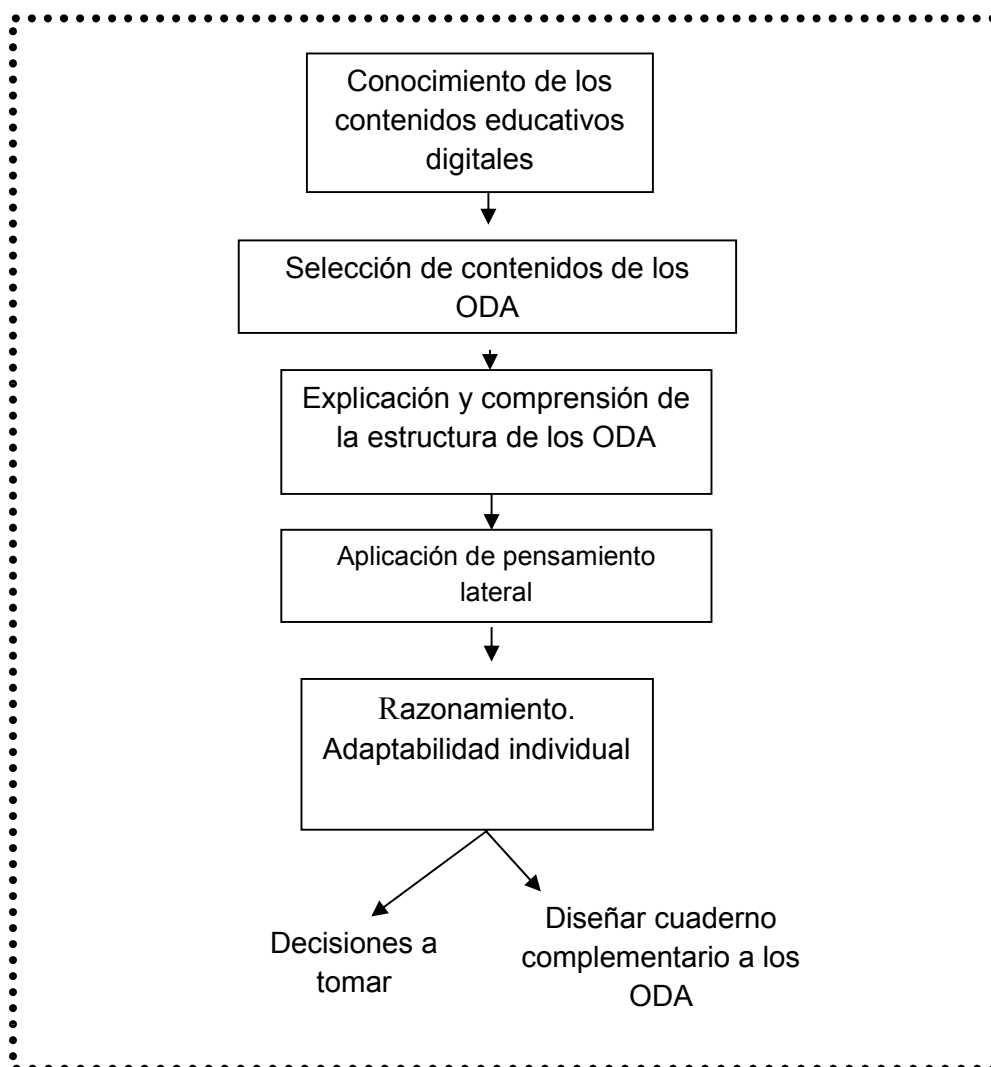 Conocimiento de los
contenidos educativos
digitales
Selección de contenidos de los
ODA
Explicación y comprensión de
la estructura de los ODA
Aplicación de pensamiento
lateral
Razonamiento.
Adaptabilidad individual
Decisiones a
tomar
Diseñar cuaderno
complementario a los
ODA